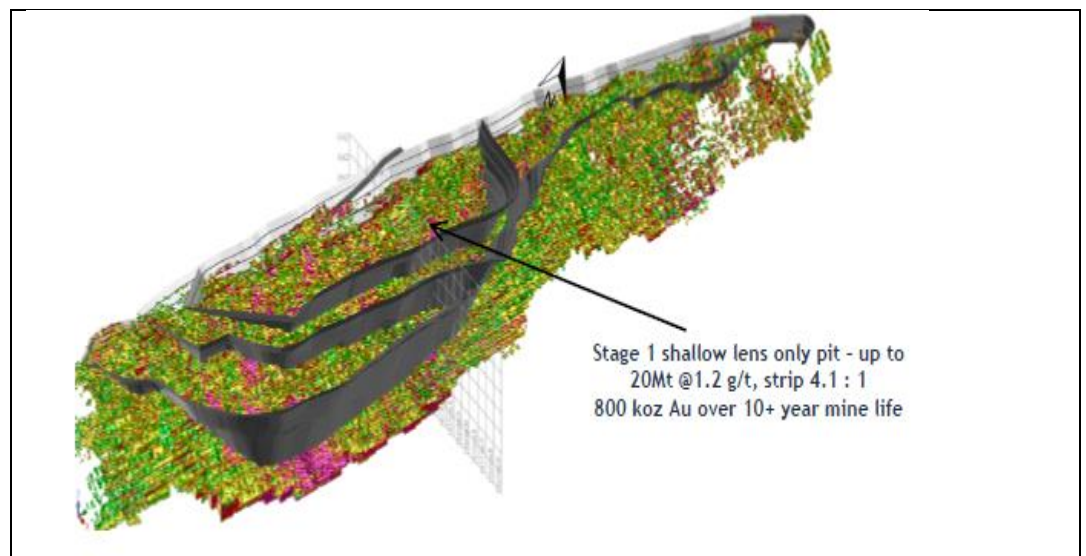 Stage 1 shallow lens only pit - up to
20Mt @1.2 g/t, strip 4.1 : 1
800 koz Au over 10+ year mine life